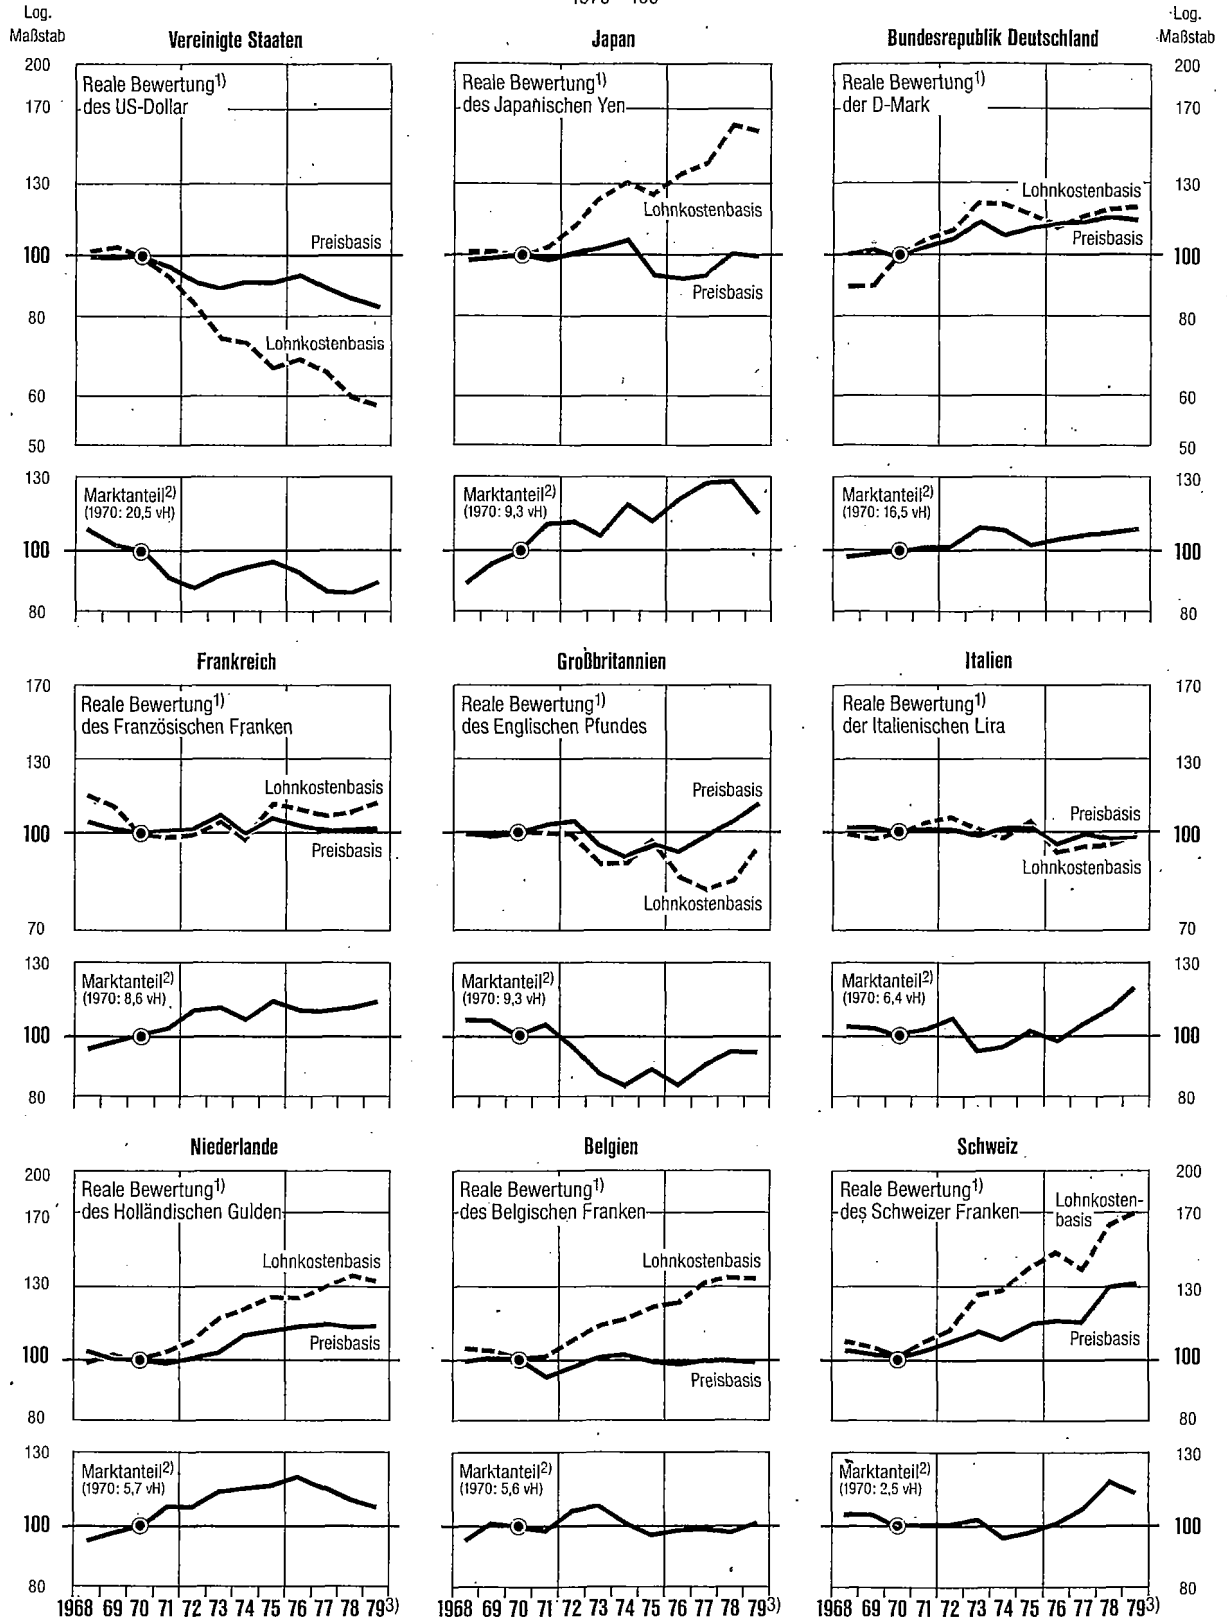 Log.
Maßstab
Log.
Maßstab
Vereinigte Staaten
Japan
Bundesrepublik Deutschland
200
170
130
100
80
60
50
Reale Bewertung1)
des US-Dollar
Preisbasis
Lohnkostenbasis
Reale Bewertung1)
des Japanischen Yen
Lohnkostenbasis
Preisbasis
Reale Bewertung1)
der D-Mark
Lohnkostenbasis
Preisbasis
200
170
130
100
80
60
50
130
100
80
Marktanteil2)
(1970: 20,5 vH)
Marktanteil2)
(1970: 9,3 vH)
Marktanteil2)
(1970: 16,5 vH)
130
100
80
Frankreich
Großbritannien
Italien
170
130
100
70
Reale Bewertung1)
des Französischen Franken
Lohnkostenbasis
Preisbasis
Reale Bewertung1)
des Englischen Pfundes
Preisbasis
Lohnkostenbasis
Reale Bewertung1)
der Italienischen Lira
Preisbasis
Lohnkostenbasis
170
130
100
70
130
100
80
Marktanteil2)
(1970: 8,6 vH)
Marktanteil2)
(1970: 9,3 vH)
Marktanteil2)
(1970: 6,4 vH)
130
100
80
Niederlande
Belgien
Schweiz
200
170
130
100
80
Reale Bewertung1)
des Holländischen Gulden
Lohnkostenbasis
Preisbasis
Reale Bewertung1)
des Belgischen Franken
Lohnkostenbasis
Preisbasis
Reale Bewertung1)
des Schweizer Franken
Lohnkosten-
basis
Preisbasis
200
170
130
100
80
130
100
80
Marktanteil2)
(1970: 5,7 vH)
Marktanteil2)
(1970: 5,6 vH)
Marktanteil2)
(1970: 2,5 vH)
130
100
80
1968 69 70 71 72 73 74 75 76 77 78 793)
1968 69 70 71 72 73 74 75 76 77 78 793)
1968 69 70 71 72 73 74 75 76 77 78 793)